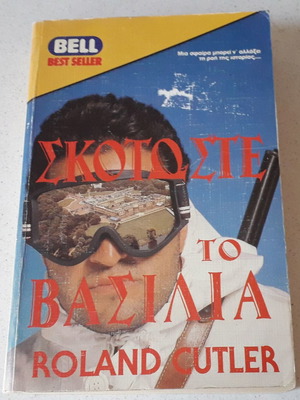 BELL
BEST SELLER
Μια σφαίρα μπορεί ν' αλλάξει
τη ροή της ιστορίας....
ΣΚΟΤΩΣΤΕ
ΤΟ
ΒΑΣΙΛΙΑ
ROLAND CUTLER